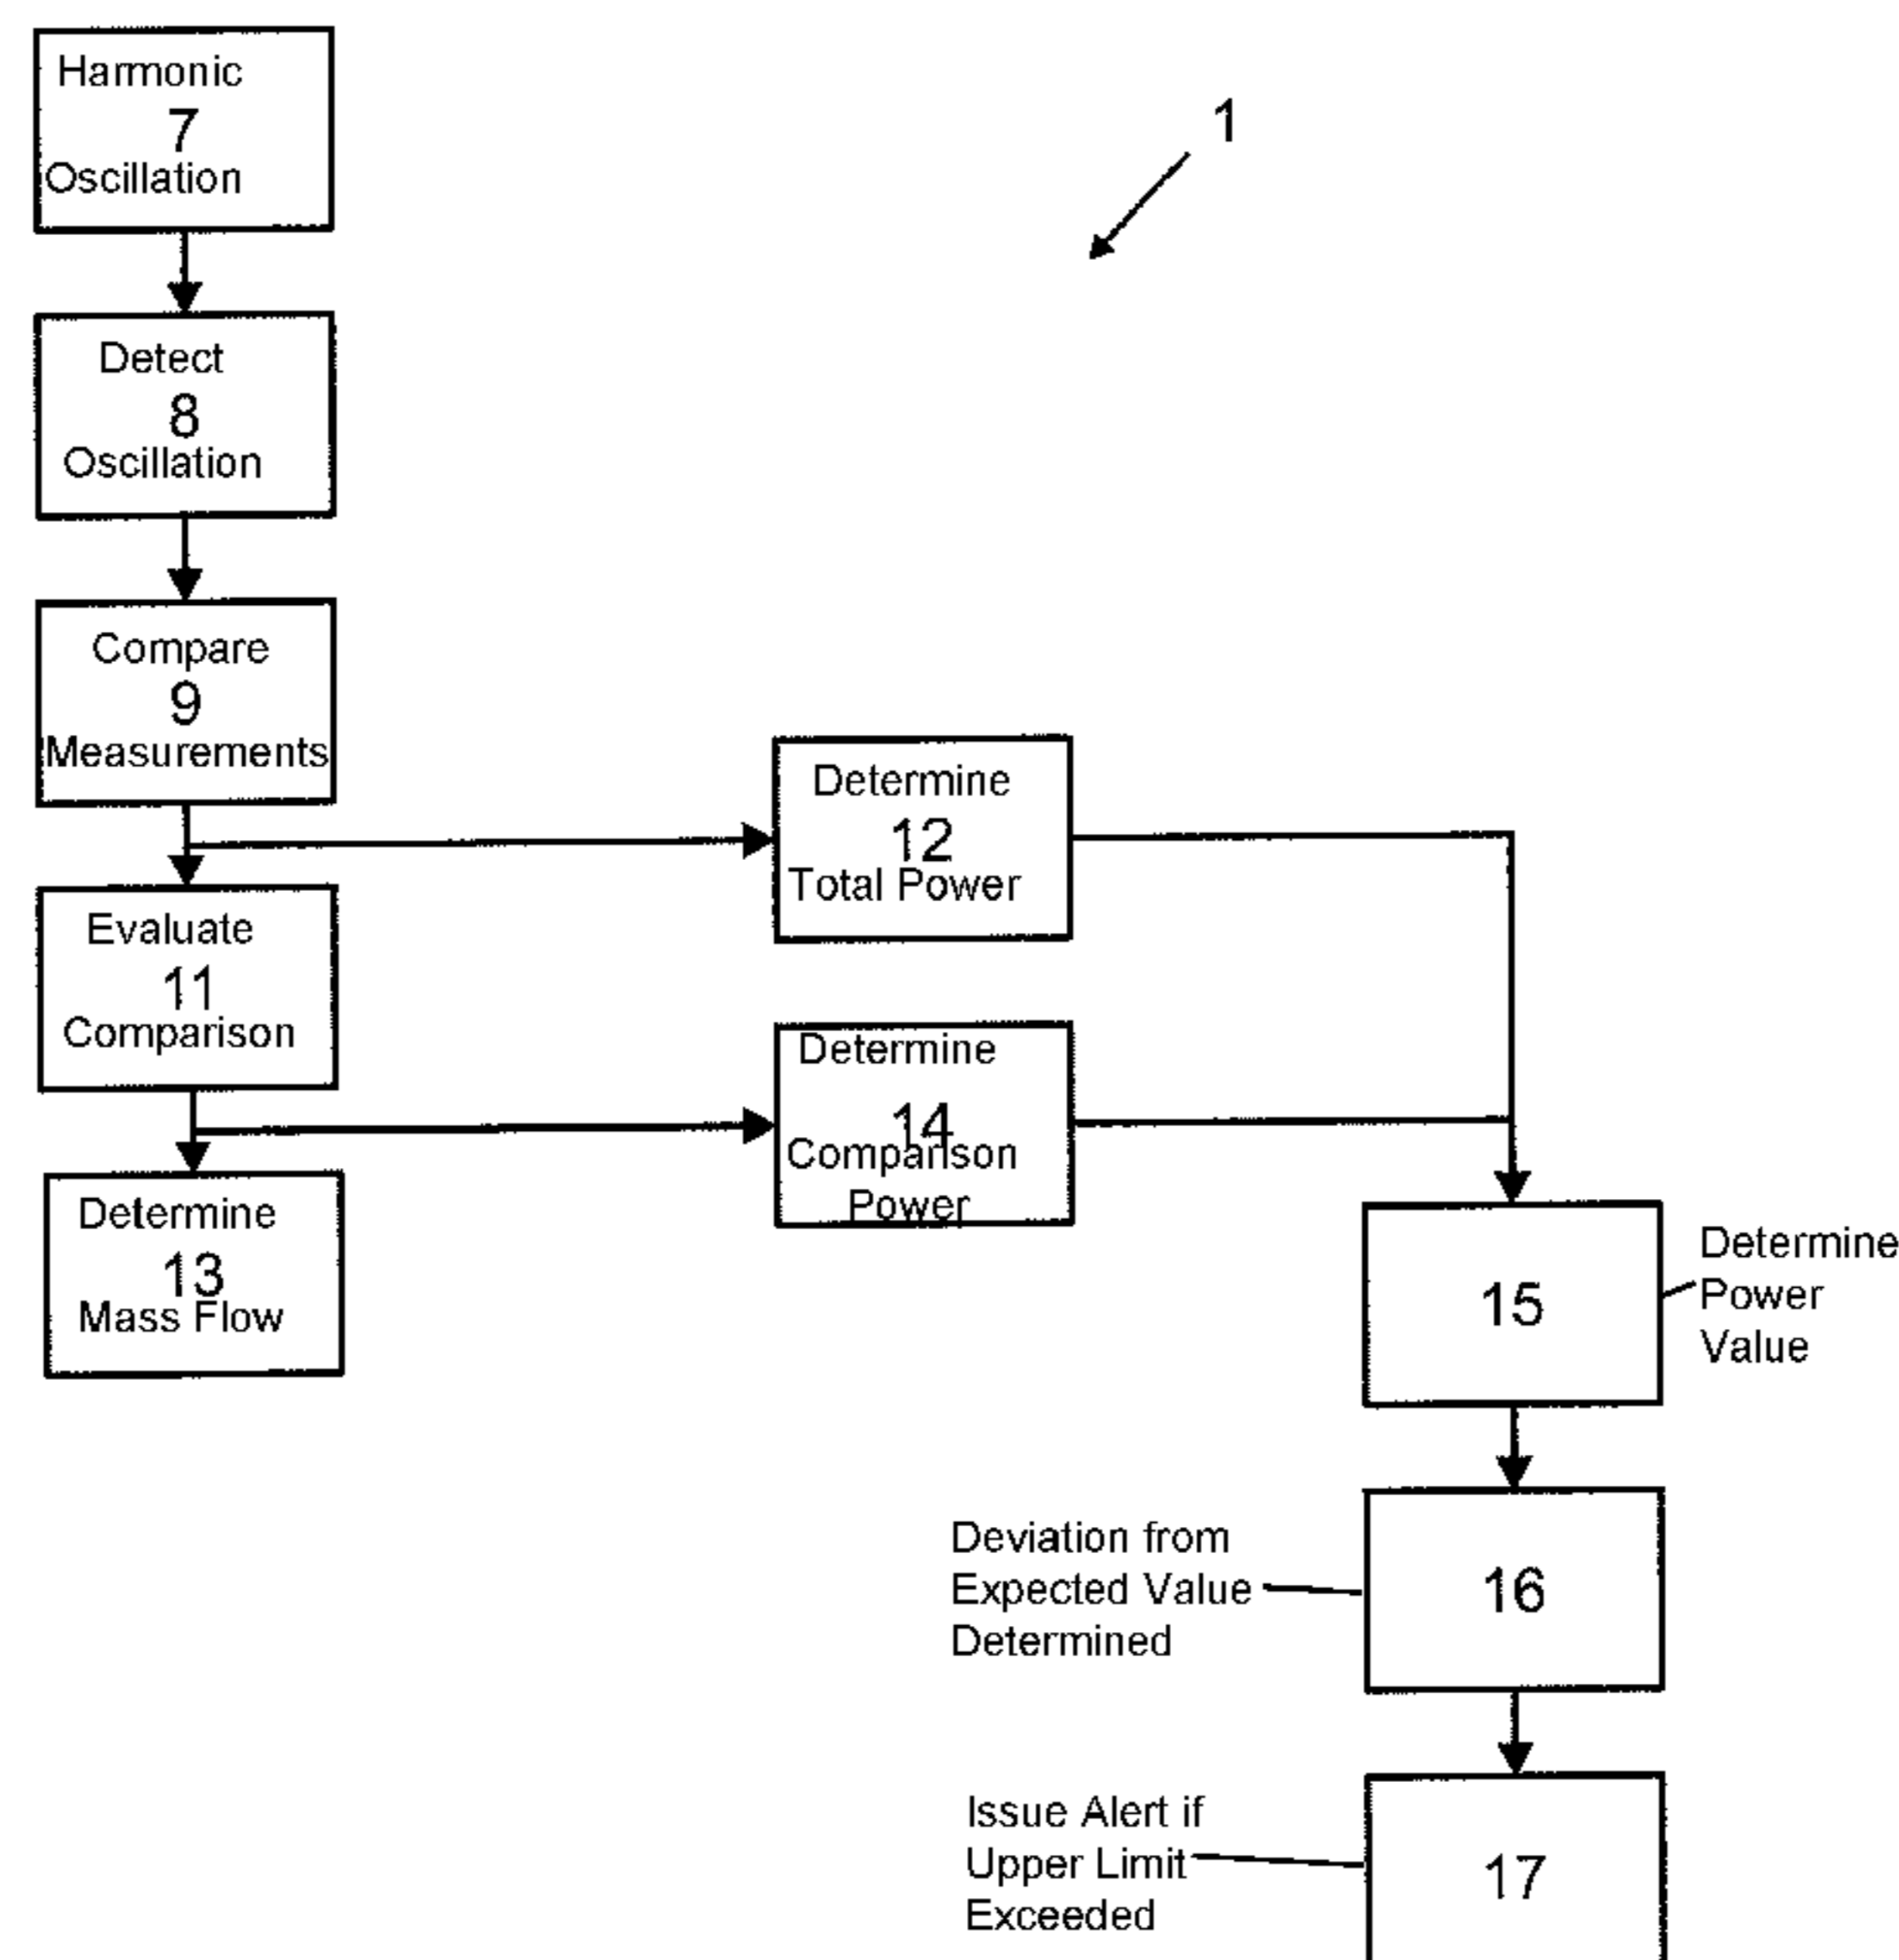 Harmonic
7
Oscillation
1
Detect
8
Oscillation
Compare
9
Measurements
Determine
12
Total Power
Evaluate
11
Comparison
Determine
14
Comparison
Power
Determine
13
Mass Flow
15
Determine
Power
Value
Deviation from
Expected Value
Determined
16
Issue Alert if
Upper Limit
Exceeded
17